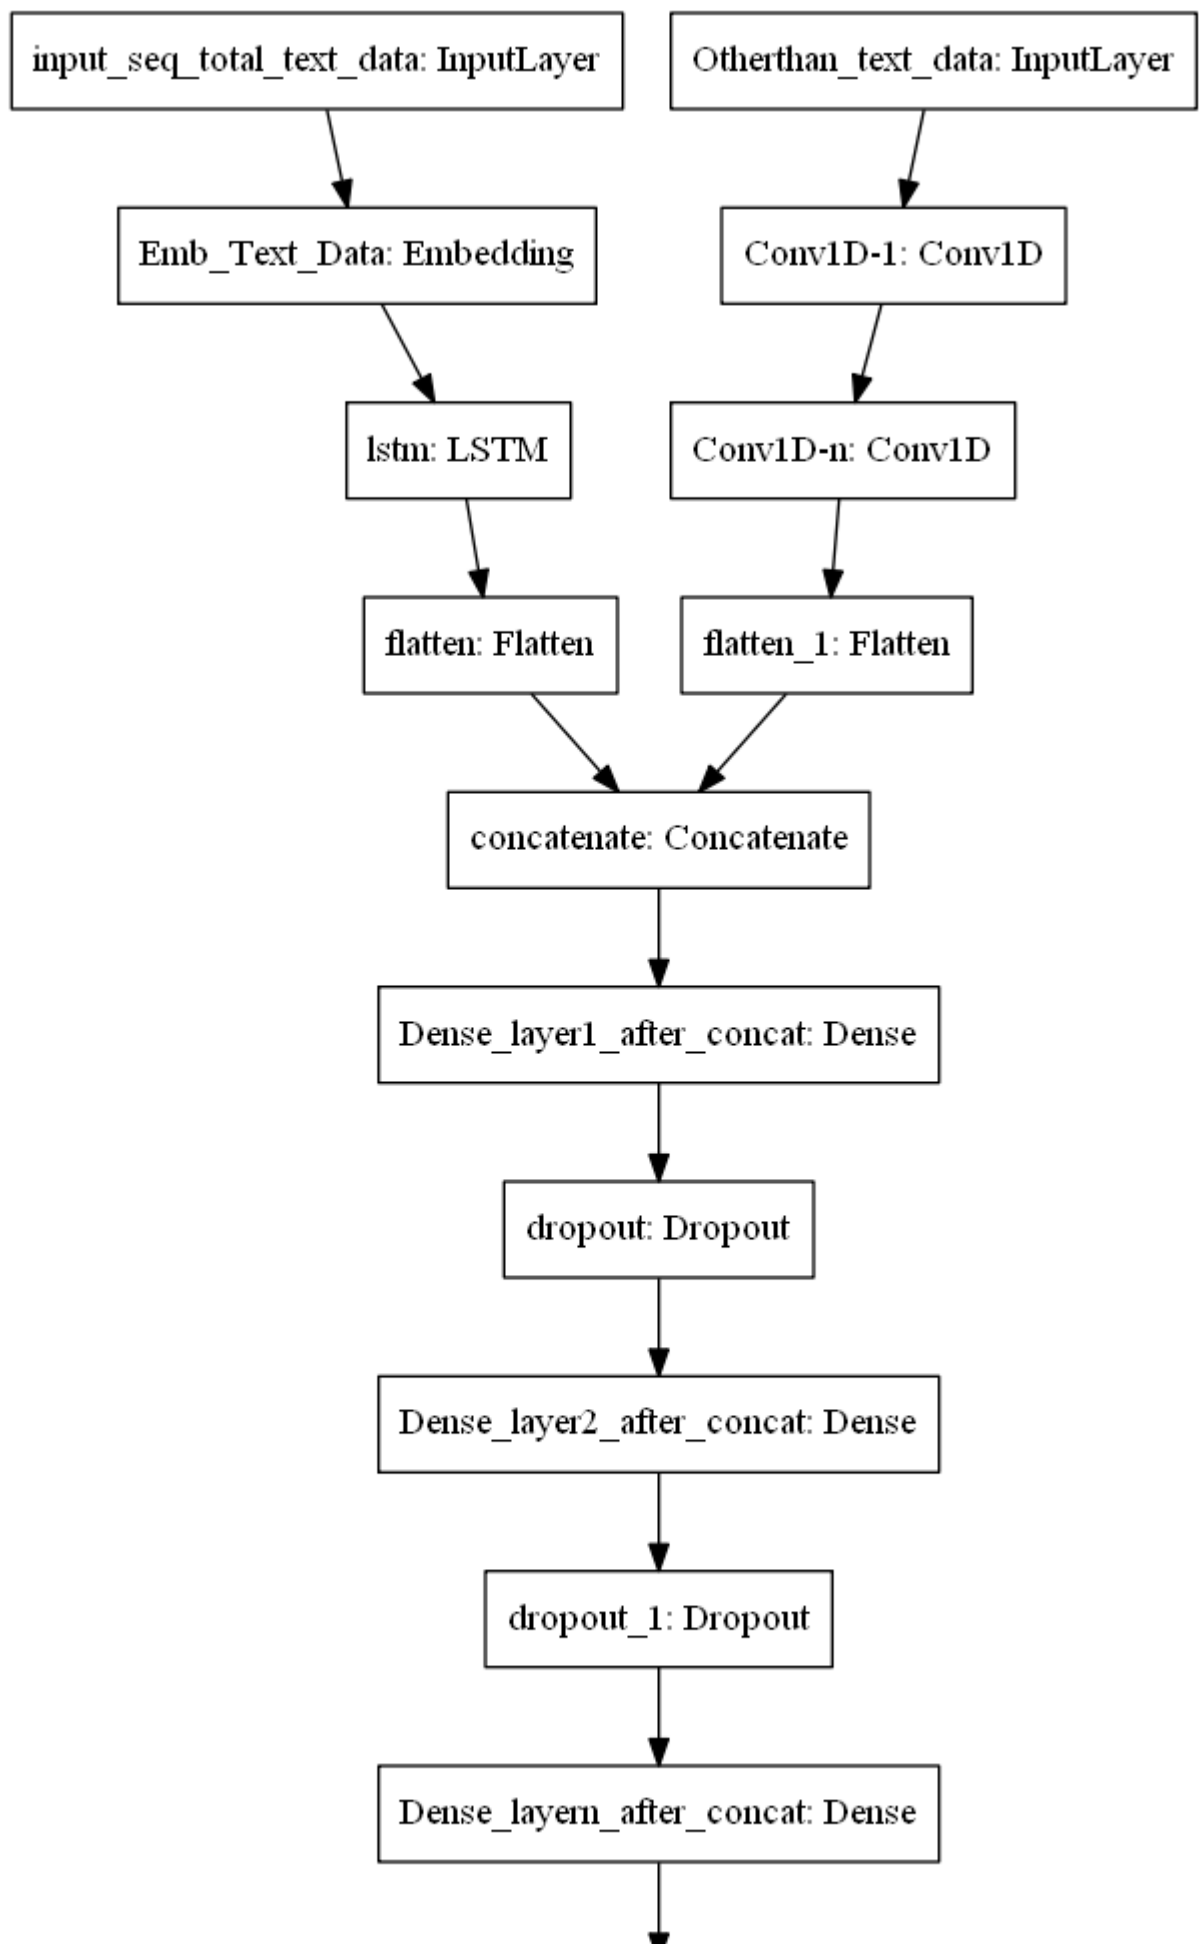 input_seq_total_text_data: InputLayer
Otherthan_text_data: InputLayer
Emb_Text_Data: Embedding
Conv1D-1: Conv1D
lstm: LSTM
Conv1D-n: Conv1D
flatten: Flatten
flatten_1: Flatten
concatenate: Concatenate
Dense_layer1_after_concat: Dense
dropout: Dropout
Dense_layer2_after_concat: Dense
dropout_1: Dropout
Dense_layern_after_concat: Dense